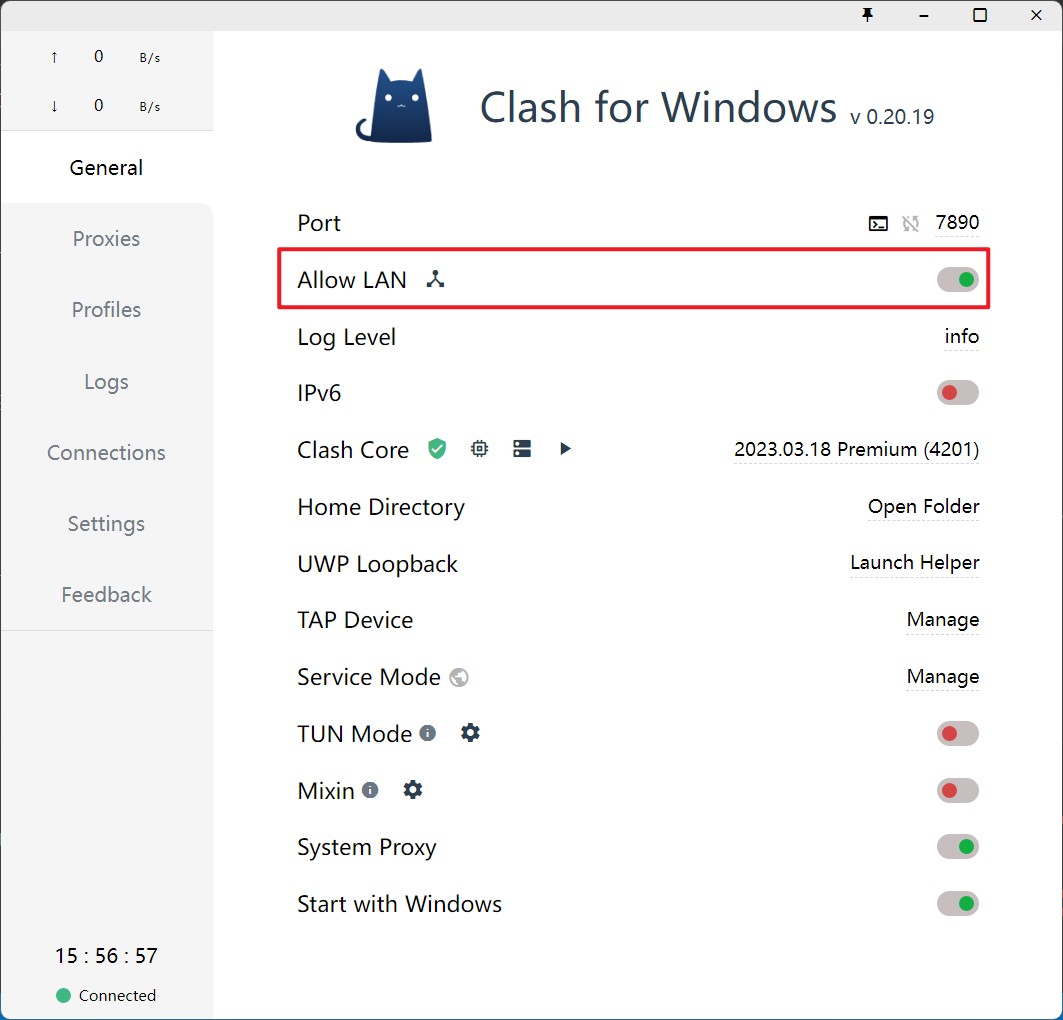 ↑ 0 B/s
↓ 0 B/s
General
Proxies
Profiles
Logs
Connections
Settings
Feedback
15 : 56 : 57
Connected
Clash for Windows v 0.20.19
Port 7890
Allow LAN
Log Level info
IPv6
Clash Core 2023.03.18 Premium (4201)
Home Directory Open Folder
UWP Loopback Launch Helper
TAP Device Manage
Service Mode Manage
TUN Mode
Mixin
System Proxy
Start with Windows